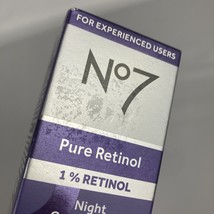 FOR EXPERIENCED USERS
No7
Pure Retinol
1% RETINOL
Night